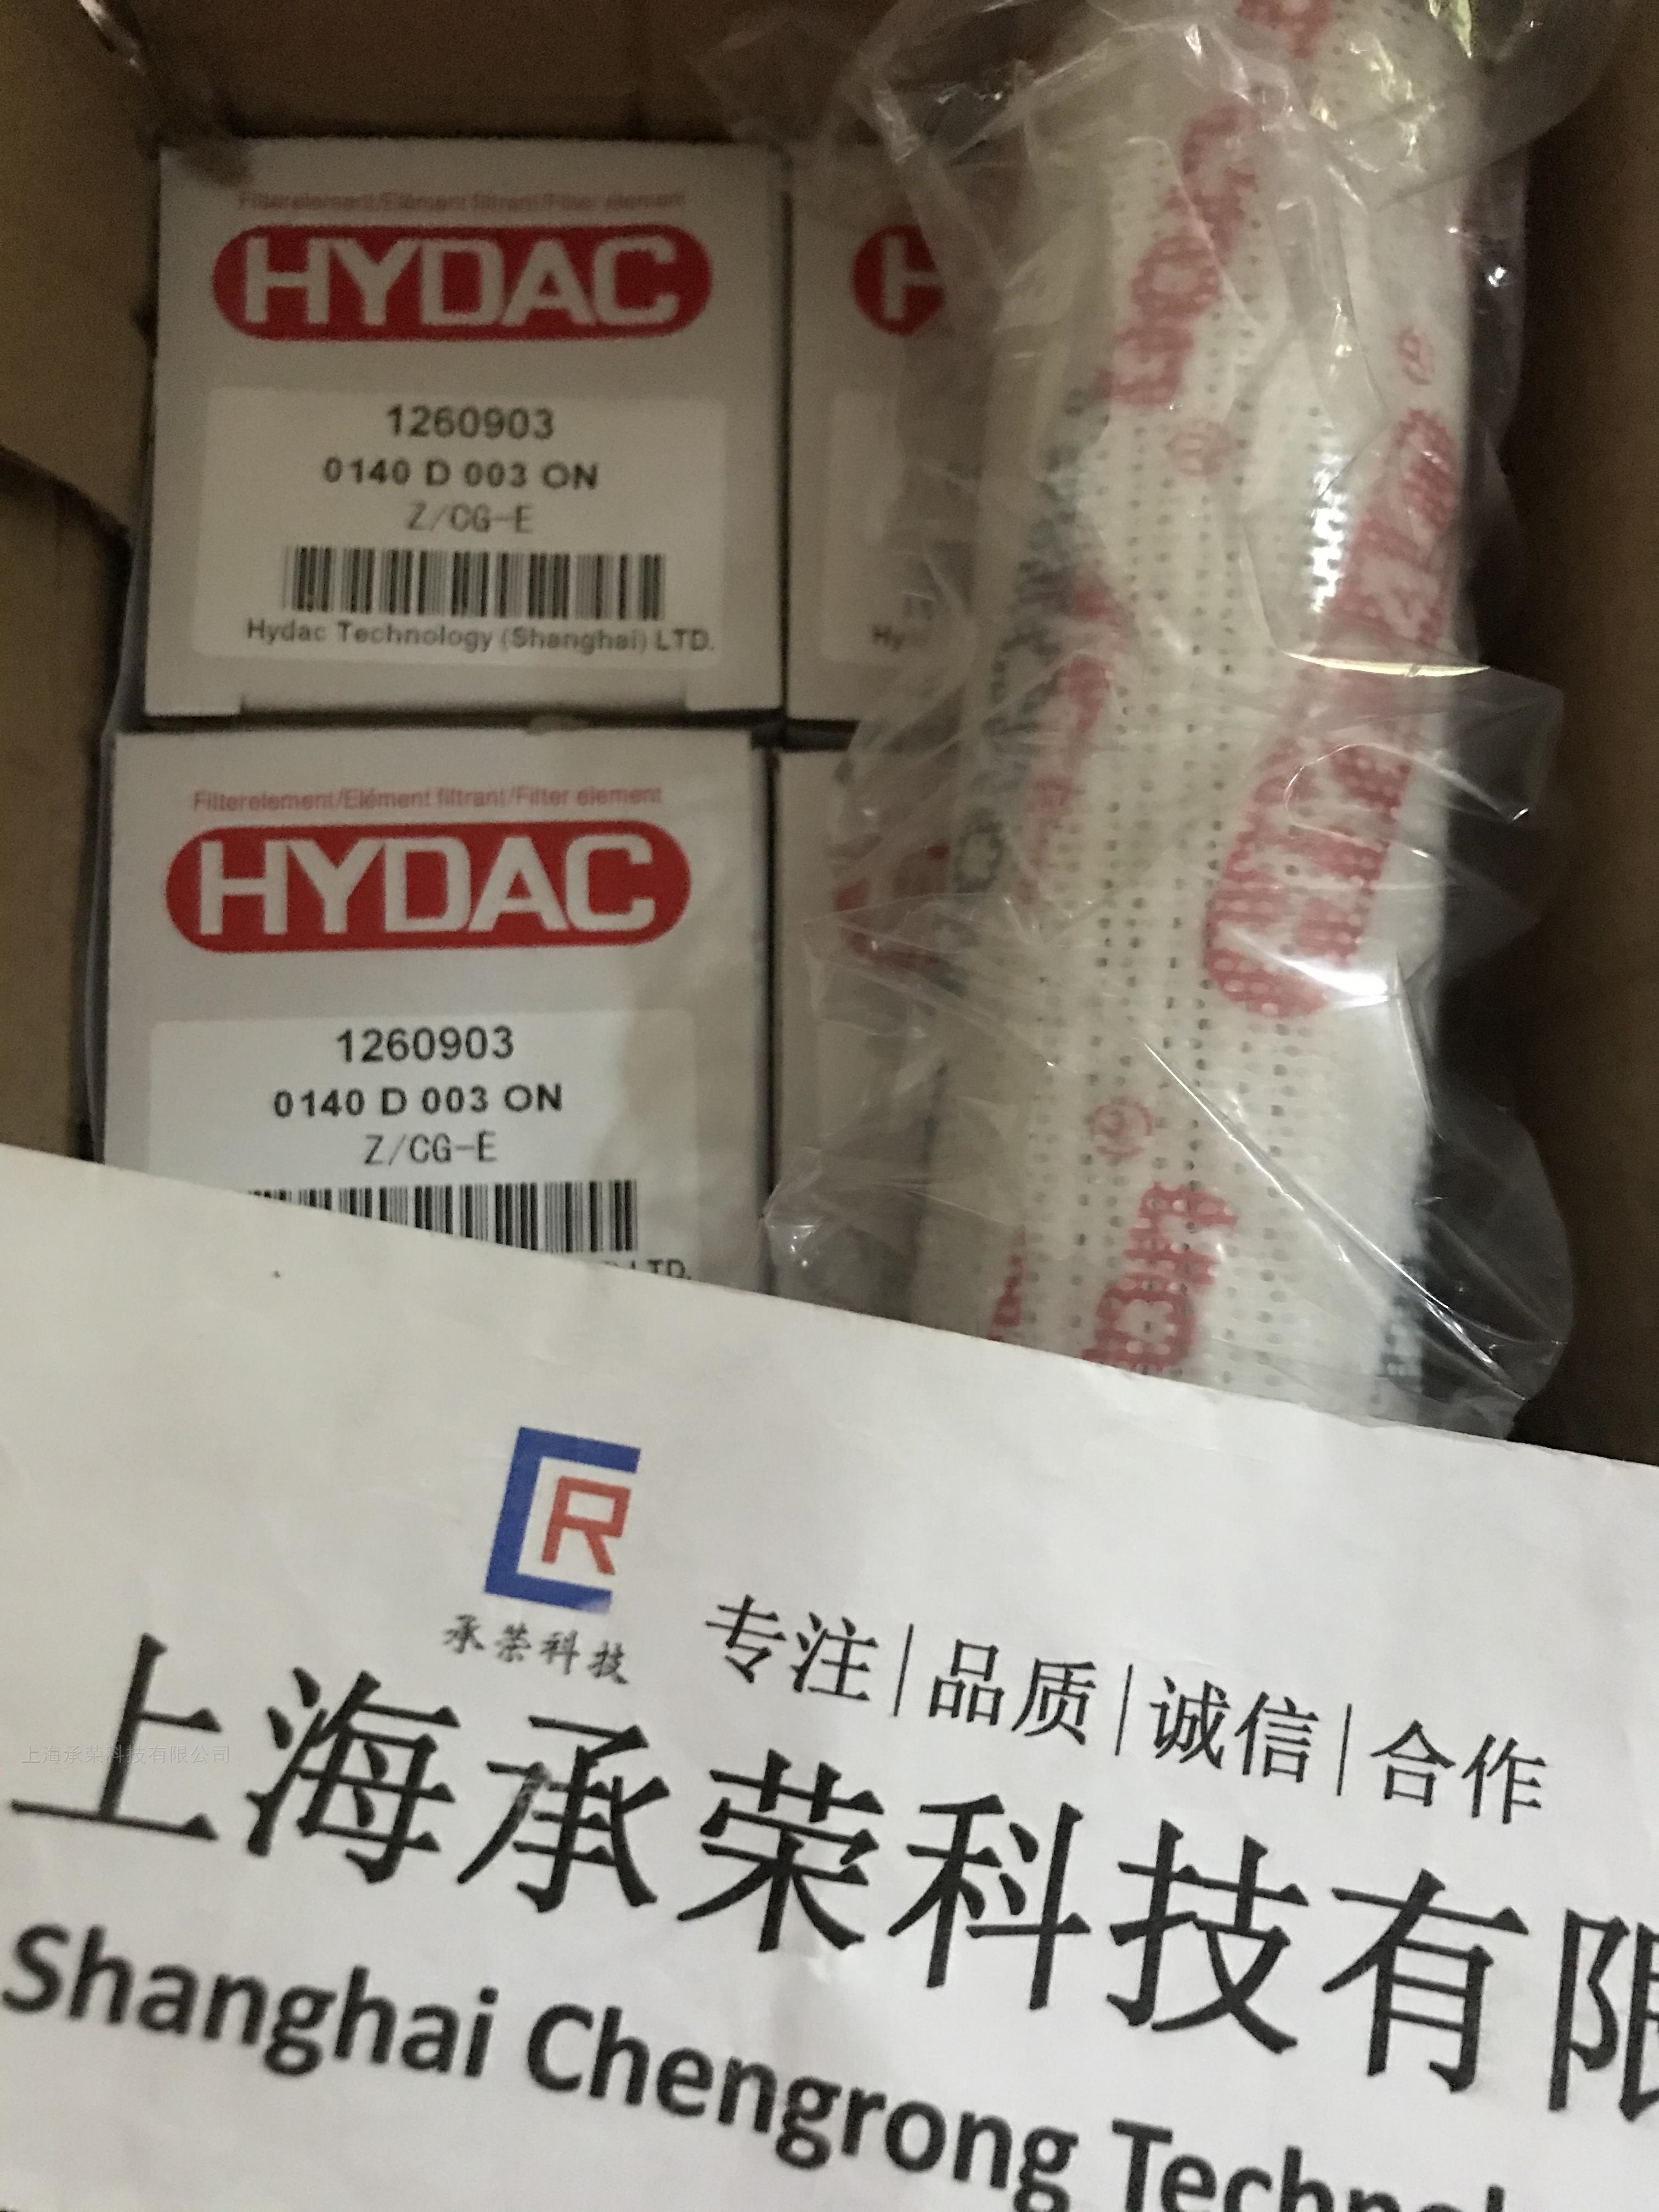 Filterelement/Elément filtrant/Filter element
HYDAC
1260903
0140 D 003 ON
Z/CG-E
Hydac Technology (Shanghai) LTD.
H
Hy
Filterelement/Elément filtrant/Filter element
HYDAC
1260903
0140 D 003 ON
Z/CG-E
LTD.
CR
承荣科技
专注|品质|诚信|合作
上海承荣科技有限
上海承荣科技有限公司
Shanghai Chengrong Technol